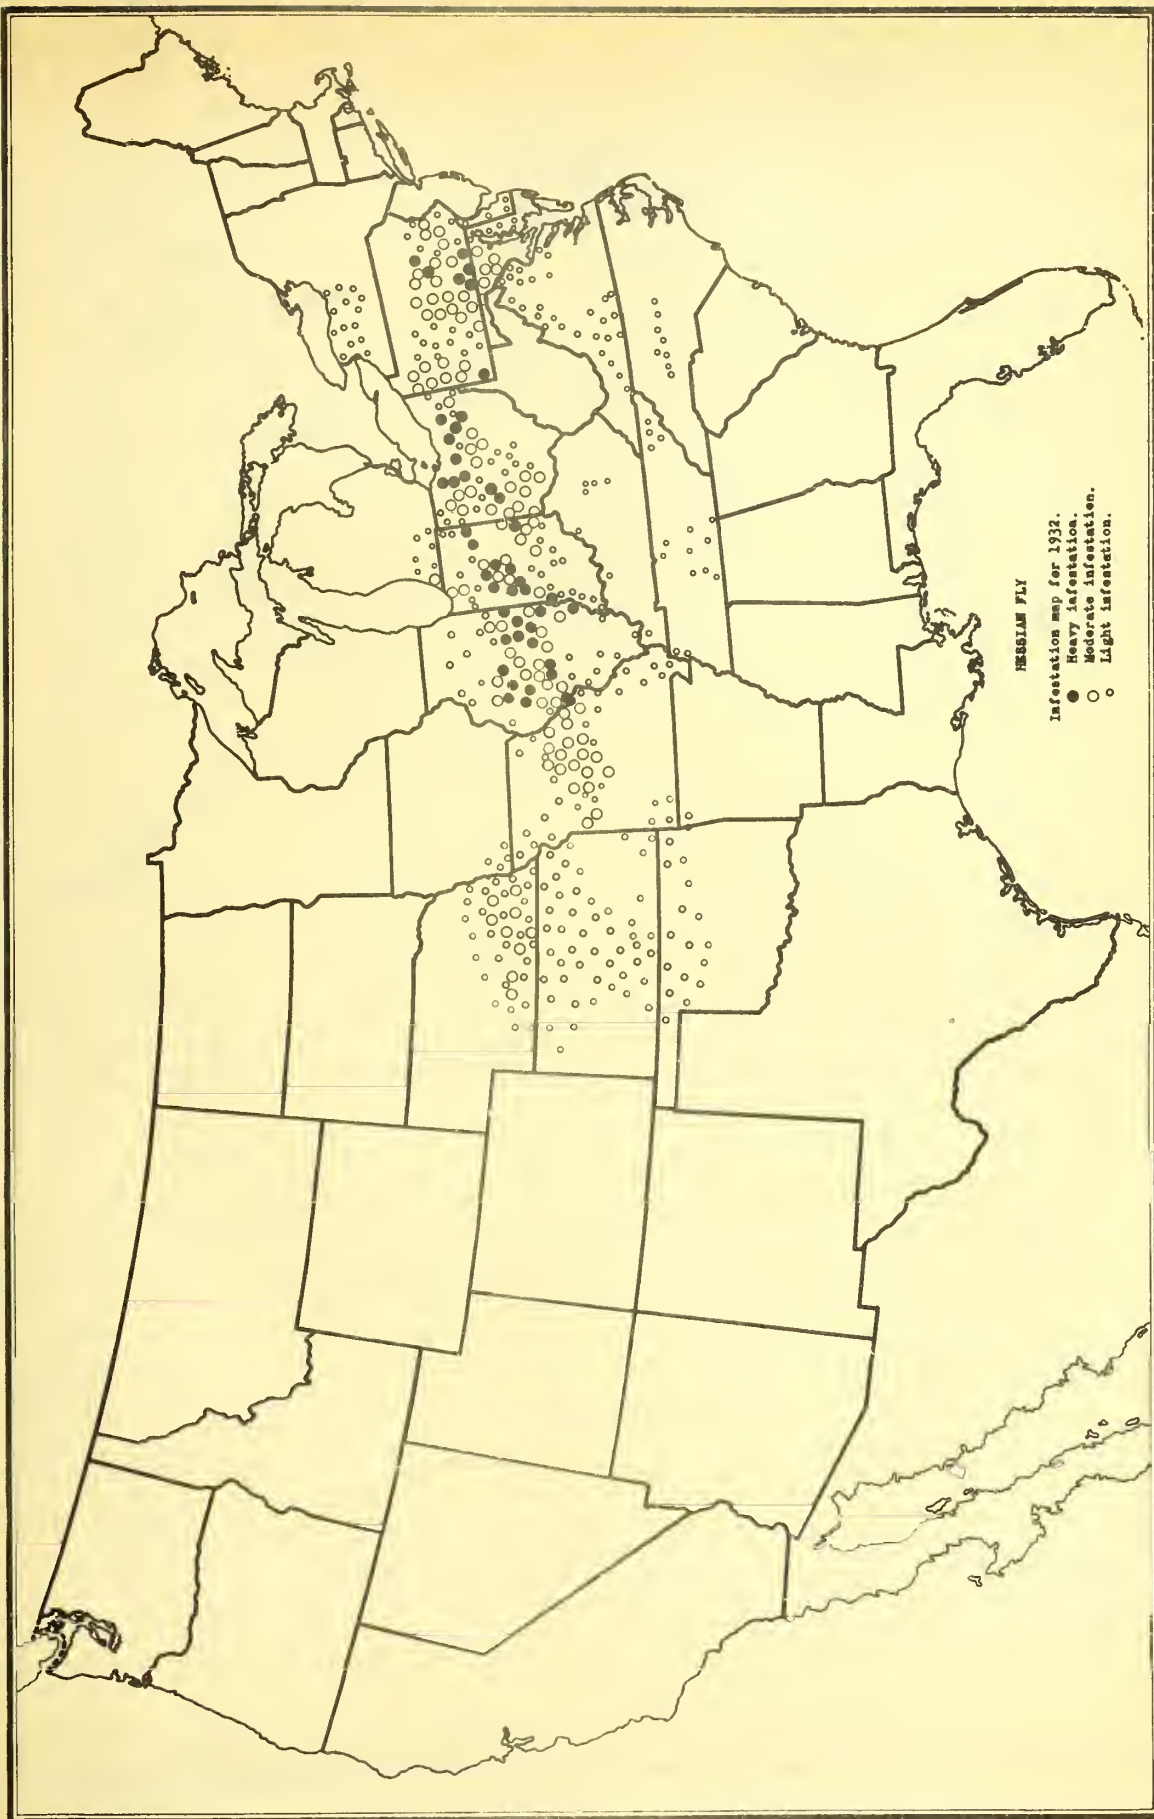 HESSIAN FLY
Infestation map for 1932.
Heavy infestation.
Moderate infestation.
Light infestation.